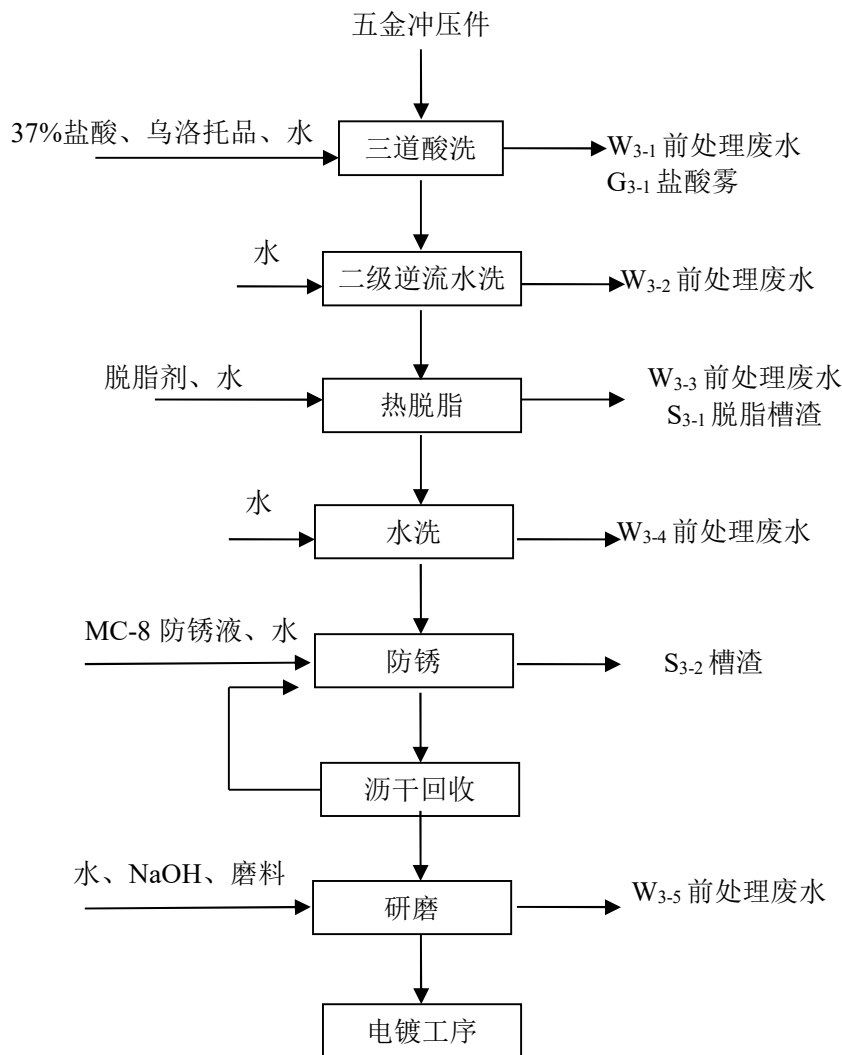 五金冲压件
37%盐酸、乌洛托品、水
三道酸洗
W3-1 前处理废水
G3-1 盐酸雾
水
二级逆流水洗
W3-2 前处理废水
脱脂剂、水
热脱脂
W3-3 前处理废水
S3-1 脱脂槽渣
水
水洗
W3-4 前处理废水
MC-8 防锈液、水
防锈
S3-2 槽渣
沥干回收
水、NaOH、磨料
研磨
W3-5 前处理废水
电镀工序